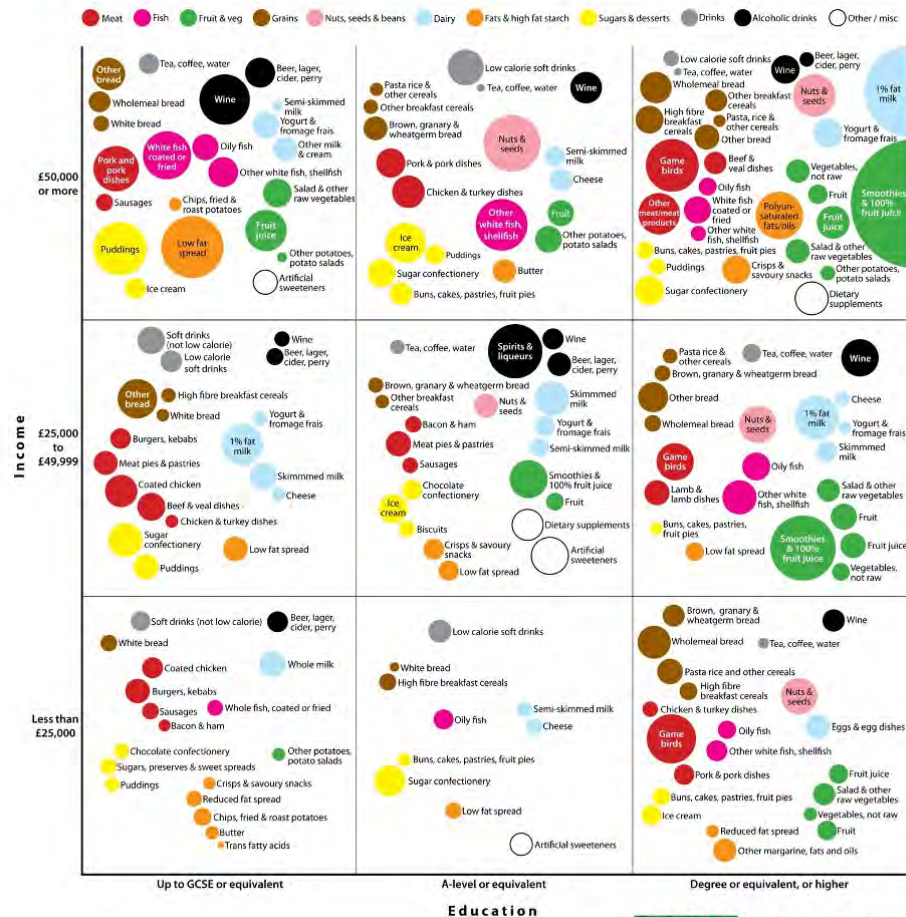 Meat Fish Fruit & veg Grains Nuts, seeds & beans Dairy Fats & high fat starch Sugars & desserts Drinks Alcoholic drinks Other / misc
Income
£50,000
or more
Other
bread
Tea, coffee, water
Wine
Beer, lager,
cider, perry
Wholemeal bread
White bread
Semi-skimmed
milk
Yogurt &
fromage frais
Other milk
& cream
Pork and
pork
dishes
White fish
coated or
fried
Oily fish
Other white fish, shellfish
Sausages
Chips, fried &
roast potatoes
Salad & other
raw vegetables
Puddings
Low fat
spread
Fruit
juice
Other potatoes,
potato salads
Ice cream
Artificial
sweeteners
Low calorie soft drinks
Tea, coffee, water
Wine
Pasta rice &
other cereals
Other breakfast cereals
Brown, granary &
wheatgerm bread
Nuts &
seeds
Pork & pork dishes
Semi-skimmed
milk
Cheese
Chicken & turkey dishes
Other
white fish,
shellfish
Fruit
Other potatoes,
potato salads
Ice
cream
Puddings
Sugar confectionery
Butter
Buns, cakes, pastries, fruit pies
Low calorie soft drinks
Tea, coffee, water
Wine
Beer, lager,
cider, perry
Wholemeal bread
Nuts &
seeds
1% fat
milk
High fibre
breakfast
cereals
Other breakfast
cereals
Pasta, rice &
other cereals
Other bread
Yogurt &
fromage frais
Game
birds
Beef &
veal dishes
Vegetables,
not raw
Oily fish
Fruit
Smoothies
& 100%
fruit juice
Other
meat/meat
products
White fish
coated or
fried
Other white
fish, shellfish
Polyun-
saturated
fats/oils
Fruit
Juice
Buns, cakes, pastries, fruit pies
Salad & other
raw vegetables
Puddings
Crisps &
savoury snacks
Other potatoes,
potato salads
Sugar confectionery
Dietary
supplements
£25,000
to
£49,999
Soft drinks
(not low calorie)
Low calorie
soft drinks
Wine
Beer, lager,
cider, perry
Other
bread
High fibre breakfast cereals
White bread
Yogurt &
fromage frais
Burgers, kebabs
1% fat
milk
Meat pies & pastries
Coated chicken
Skimmmed
milk
Cheese
Beef & veal dishes
Chicken & turkey dishes
Sugar
confectionery
Low fat spread
Puddings
Tea, coffee, water
Spirits &
liqueurs
Wine
Beer, lager,
cider, perry
Brown, granary & wheatgerm bread
Other breakfast
cereals
Nuts &
seeds
Skimmmed
milk
Bacon & ham
Meat pies & pastries
Yogurt &
fromage frais
Semi-skimmed milk
Sausages
Chocolate
confectionery
Smoothies &
100% fruit juice
Ice
cream
Fruit
Biscuits
Dietary supplements
Crisps & savoury
snacks
Low fat spread
Artificial
sweeteners
Pasta rice &
other cereals
Tea, coffee, water
Wine
Brown, granary & wheatgerm bread
Other bread
Cheese
Wholemeal bread
Nuts &
seeds
1% fat
milk
Yogurt &
fromage frais
Skimmmed
milk
Game
birds
Oily fish
Lamb &
lamb dishes
Other white
fish, shellfish
Salad & other
raw vegetables
Fruit
Buns, cakes, pastries,
fruit pies
Smoothies
& 100%
fruit juice
Low fat spread
Fruit juice
Vegetables,
not raw
Less than
£25,000
Soft drinks (not low calorie)
Beer, lager,
cider, perry
White bread
Coated chicken
Whole milk
Burgers, kebabs
Sausages
Whole fish, coated or fried
Bacon & ham
Chocolate confectionery
Other potatoes,
potato salads
Sugars, preserves & sweet spreads
Puddings
Crisps & savoury snacks
Reduced fat spread
Chips, fried & roast potatoes
Butter
Trans fatty acids
Low calorie soft drinks
White bread
High fibre breakfast cereals
Oily fish
Semi-skimmed milk
Cheese
Buns, cakes, pastries, fruit pies
Sugar confectionery
Low fat spread
Artificial sweeteners
Brown, granary &
wheatgerm bread
Wine
Wholemeal bread
Tea, coffee, water
Pasta rice and other cereals
High fibre
breakfast cereals
Nuts &
seeds
Chicken & turkey dishes
Game
birds
Oily fish
Eggs & egg dishes
Other white fish, shellfish
Pork & pork dishes
Fruit juice
Buns, cakes, pastries, fruit pies
Salad & other
raw vegetables
Ice cream
Vegetables, not raw
Reduced fat spread
Fruit
Other margarine, fats and oils
Up to GCSE or equivalent
A-level or equivalent
Degree or equivalent, or higher
Education